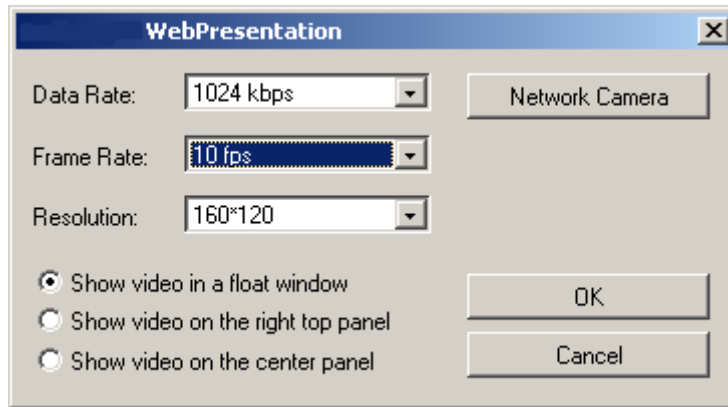 WebPresentation
Data Rate: 1024 kbps Network Camera
Frame Rate: 10 fps
Resolution: 160*120
Show video in a float window
OK
Show video on the right top panel
Show video on the center panel
Cancel